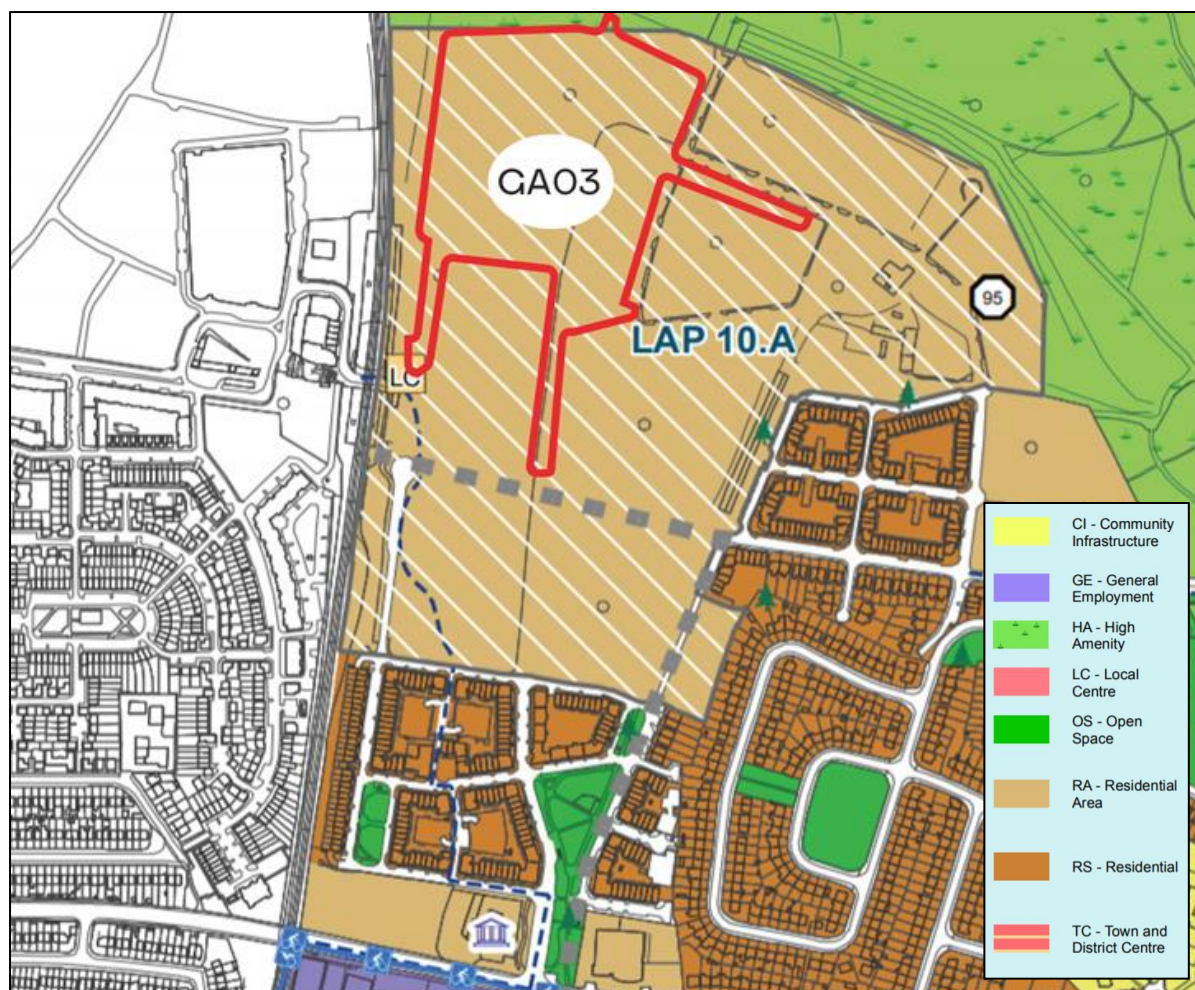 GA03
95
LAP 10.A
LC
CI - Community
Infrastructure
GE - General
Employment
HA - High
Amenity
LC - Local
Centre
OS - Open
Space
RA - Residential
Area
RS - Residential
TC - Town and
District Centre